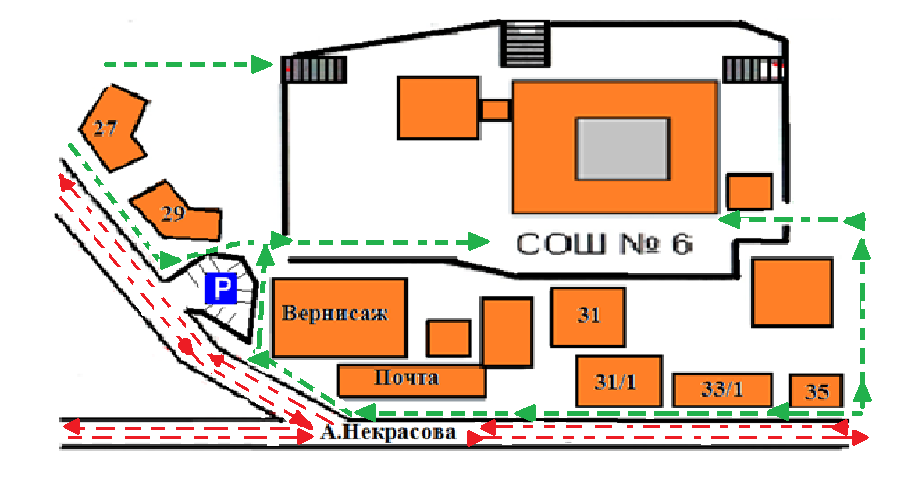 27
29
СОШ № 6
P
Вернисаж
31
Почта
31/1
33/1
35
А.Некрасова